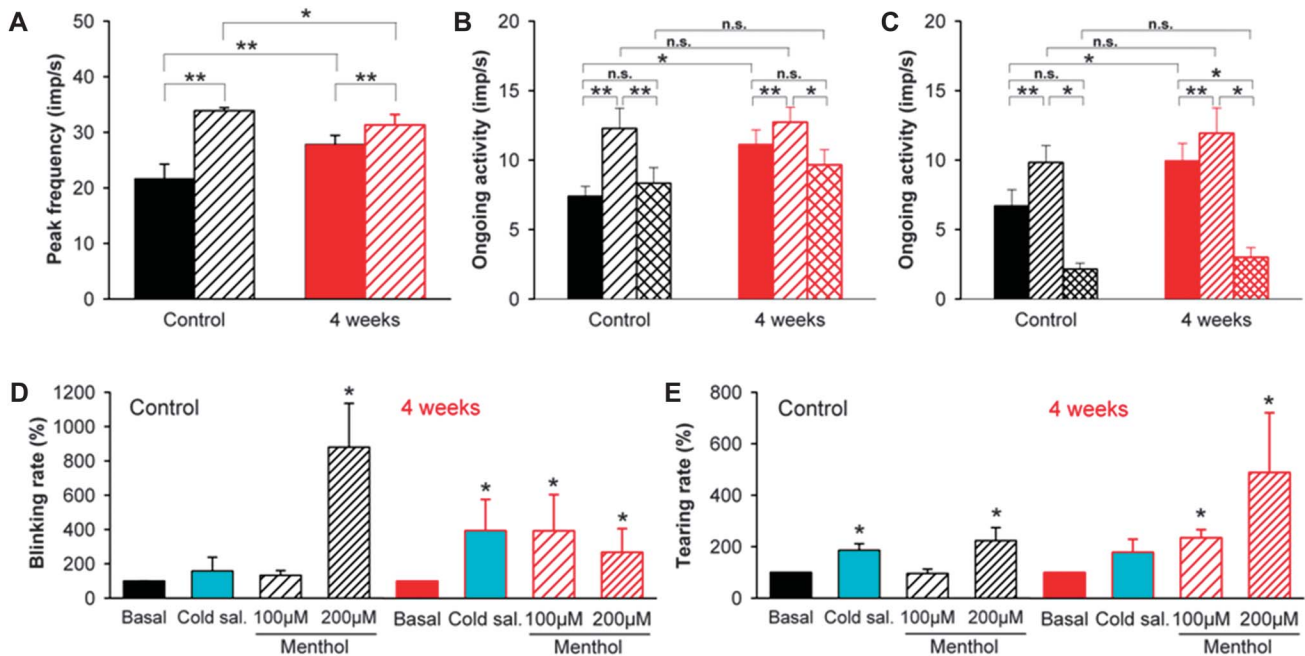 A
Peak frequency (imp/s)
50
40
30
20
10
0
*
**
** **
Control 4 weeks
B
Ongoing activity (imp/s)
20
15
10
5
0
n.s.
n.s.
*
n.s. n.s.
** ** ** *
Control 4 weeks
C
Ongoing activity (imp/s)
20
15
10
5
0
n.s.
n.s.
*
n.s. *
** * ** *
Control 4 weeks
D
Blinking rate (%)
1200
1000
800
600
400
200
0
Control 4 weeks
* * * *
Basal Cold sal. 100µM 200µM Basal Cold sal. 100µM 200µM
Menthol Menthol
E
Tearing rate (%)
800
600
400
200
0
Control 4 weeks
* * * *
Basal Cold sal. 100µM 200µM Basal Cold sal. 100µM 200µM
Menthol Menthol